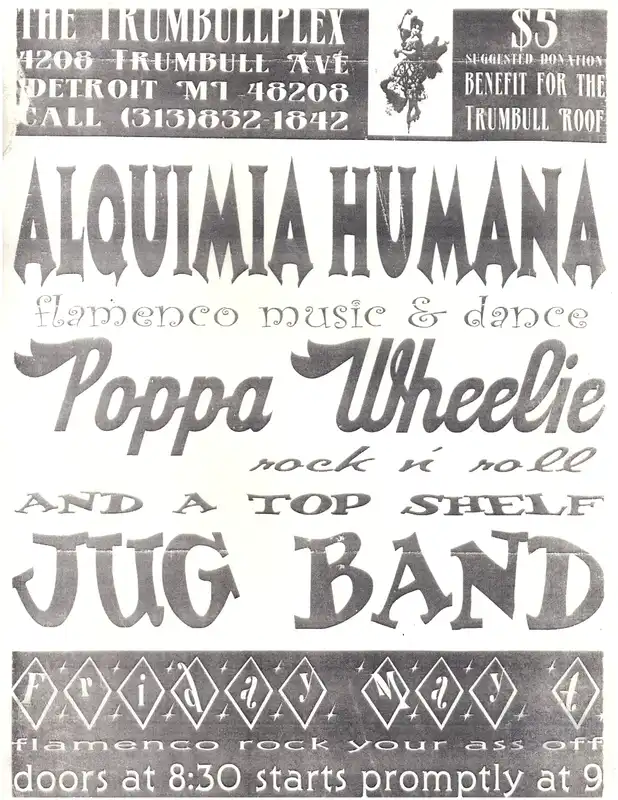 THE TRUMBULLPLEX
4208 TRUMBULL AVE
DETROIT MI 48208
CALL (313)832-1842
$5
SUGGESTED DONATION
BENEFIT FOR THE
TRUMBULL ROOF
ALQUIMIA HUMANA
flamenco music & dance
Poppa Wheelie
rock n' roll
AND A TOP SHELF
JUG BAND
Friday May 4
flamenco rock your ass off
doors at 8:30 starts promptly at 9